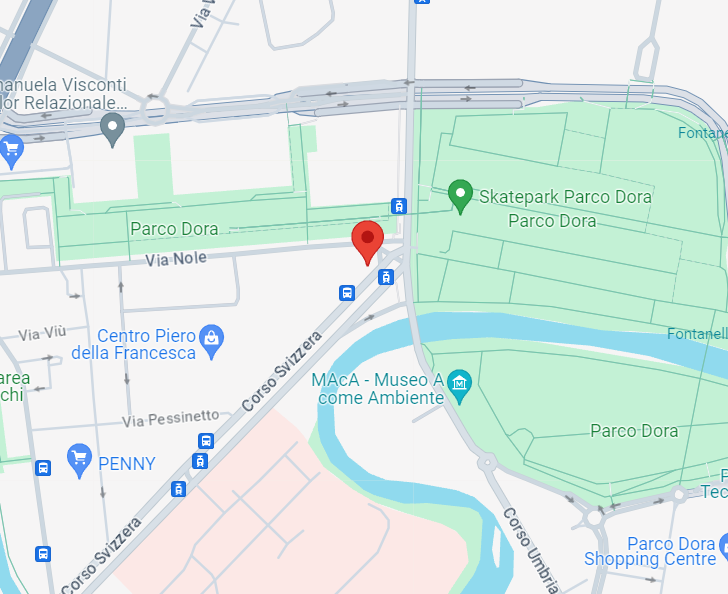 Via V
anuela Visconti
lor Relazionale...
Fontanel
Skatepark Parco Dora
Parco Dora
Parco Dora
Via Nole
Via Viù
Centro Piero
della Francesca
Fontanell
Corso Svizzera
area
chi
MAcA - Museo A
come Ambiente
Via Pessinetto
Parco Dora
PENNY
P
Tec
Corso Svizzera
Corso Umbria
Parco Dora
Shopping Centre